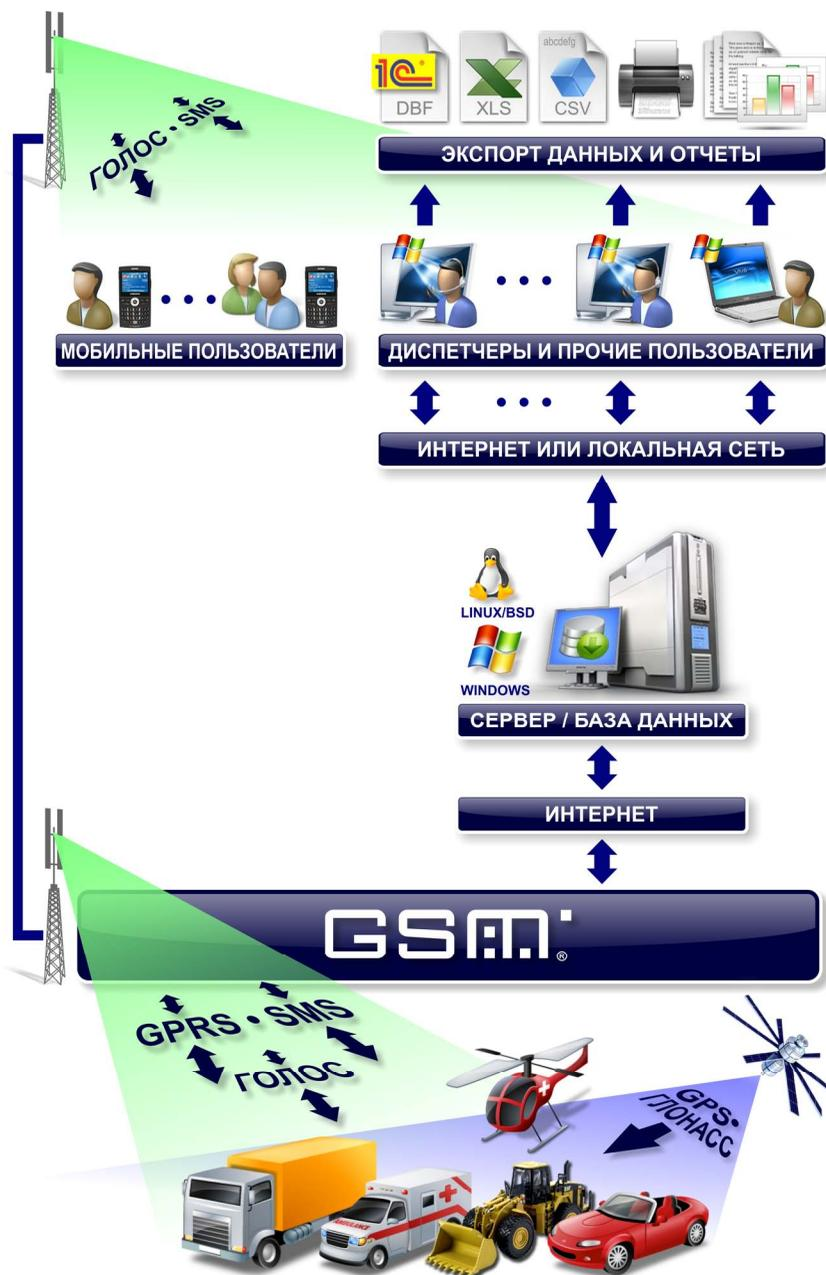 abcdefg
1С
DBF
XLS
CSV
ЭКСПОРТ ДАННЫХ И ОТЧЕТЫ
ГОЛОС • SMS
МОБИЛЬНЫЕ ПОЛЬЗОВАТЕЛИ
ДИСПЕТЧЕРЫ И ПРОЧИЕ ПОЛЬЗОВАТЕЛИ
ИНТЕРНЕТ ИЛИ ЛОКАЛЬНАЯ СЕТЬ
LINUX/BSD
WINDOWS
СЕРВЕР / БАЗА ДАННЫХ
ИНТЕРНЕТ
GSM®
GPRS • SMS
ГОЛОС
GPS•
ГЛОНАСС
AMBULANCE